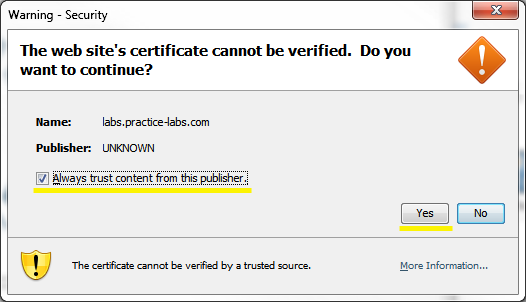 Warning - Security
The web site's certificate cannot be verified. Do you
want to continue?
Name: labs.practice-labs.com
Publisher: UNKNOWN
Always trust content from this publisher.
Yes No
The certificate cannot be verified by a trusted source. More Information...